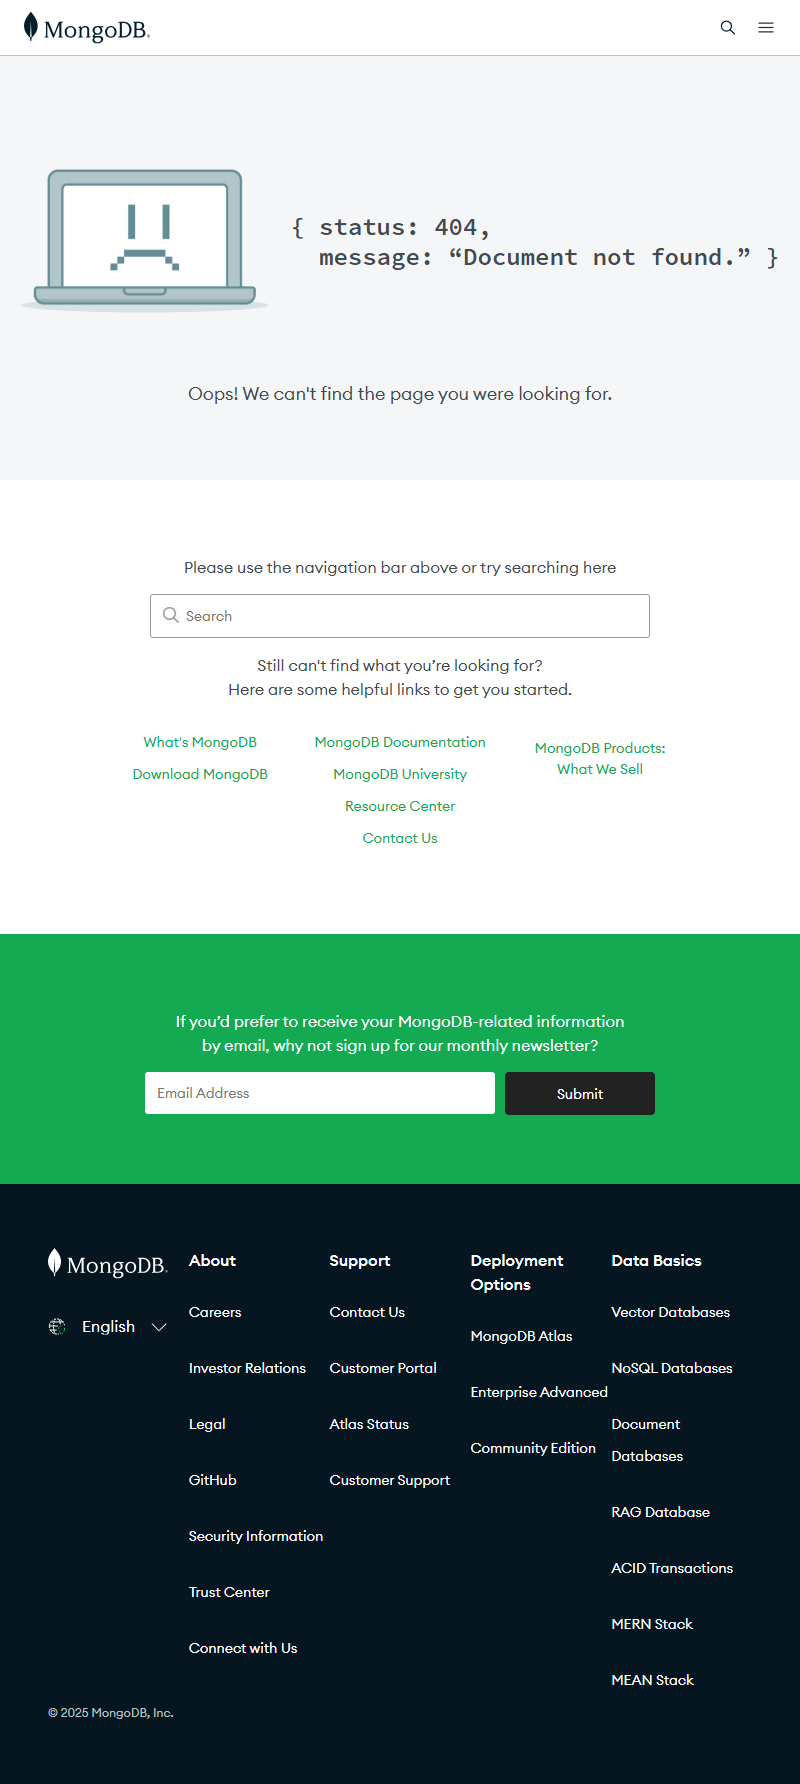 MongoDB.
{ status: 404,
message: “Document not found.” }
Oops! We can't find the page you were looking for.
Please use the navigation bar above or try searching here
Search
Still can't find what you’re looking for?
Here are some helpful links to get you started.
What's MongoDB
Download MongoDB
MongoDB Documentation
MongoDB University
Resource Center
Contact Us
MongoDB Products:
What We Sell
If you’d prefer to receive your MongoDB-related information
by email, why not sign up for our monthly newsletter?
Email Address
Submit
MongoDB.
English
About
Careers
Investor Relations
Legal
GitHub
Security Information
Trust Center
Connect with Us
Support
Contact Us
Customer Portal
Atlas Status
Customer Support
Deployment
Options
MongoDB Atlas
Enterprise Advanced
Community Edition
Data Basics
Vector Databases
NoSQL Databases
Document
Databases
RAG Database
ACID Transactions
MERN Stack
MEAN Stack
© 2025 MongoDB, Inc.